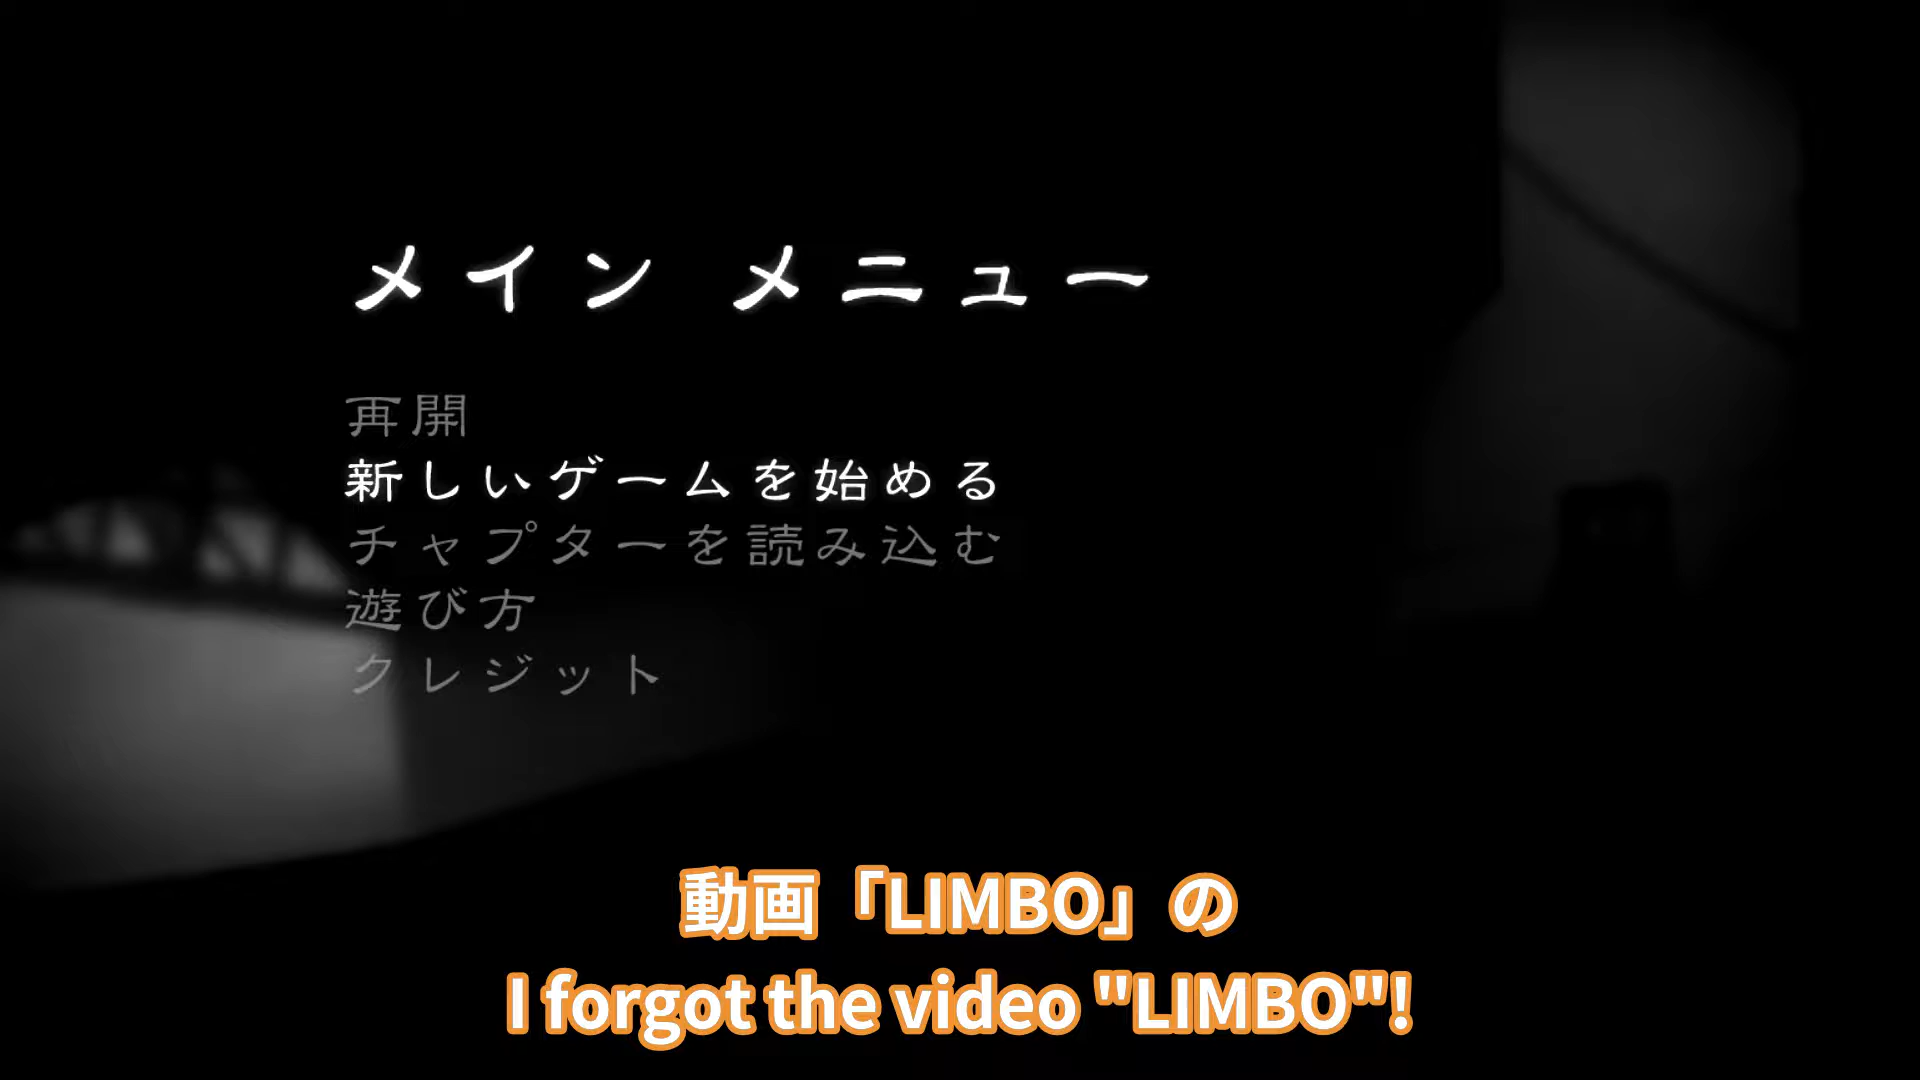 メイン メニュー
再開
新しいゲームを始める
チャプターを読み込む
遊び方
クレジット
動画「LIMBO」の
I forgot the video "LIMBO"!